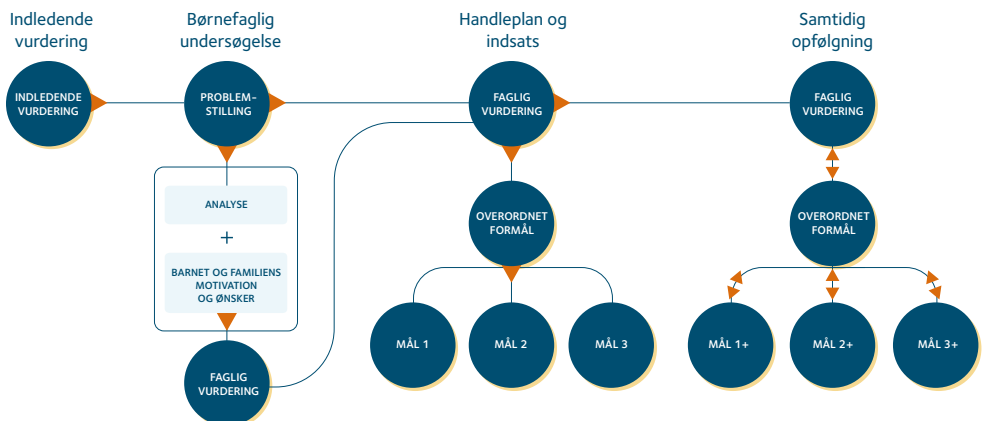 Indledende
vurdering
Børnefaglig
undersøgelse
Handleplan og
indsats
Samtidig
opfølgning
INDLEDENDE
VURDERING
PROBLEM-
STILLING
FAGLIG
VURDERING
FAGLIG
VURDERING
ANALYSE
+
BARNET OG FAMILIENS
MOTIVATION
OG ØNSKER
FAGLIG
VURDERING
OVERORDNET
FORMÅL
MÅL 1
MÅL 2
MÅL 3
OVERORDNET
FORMÅL
MÅL 1+
MÅL 2+
MÅL 3+